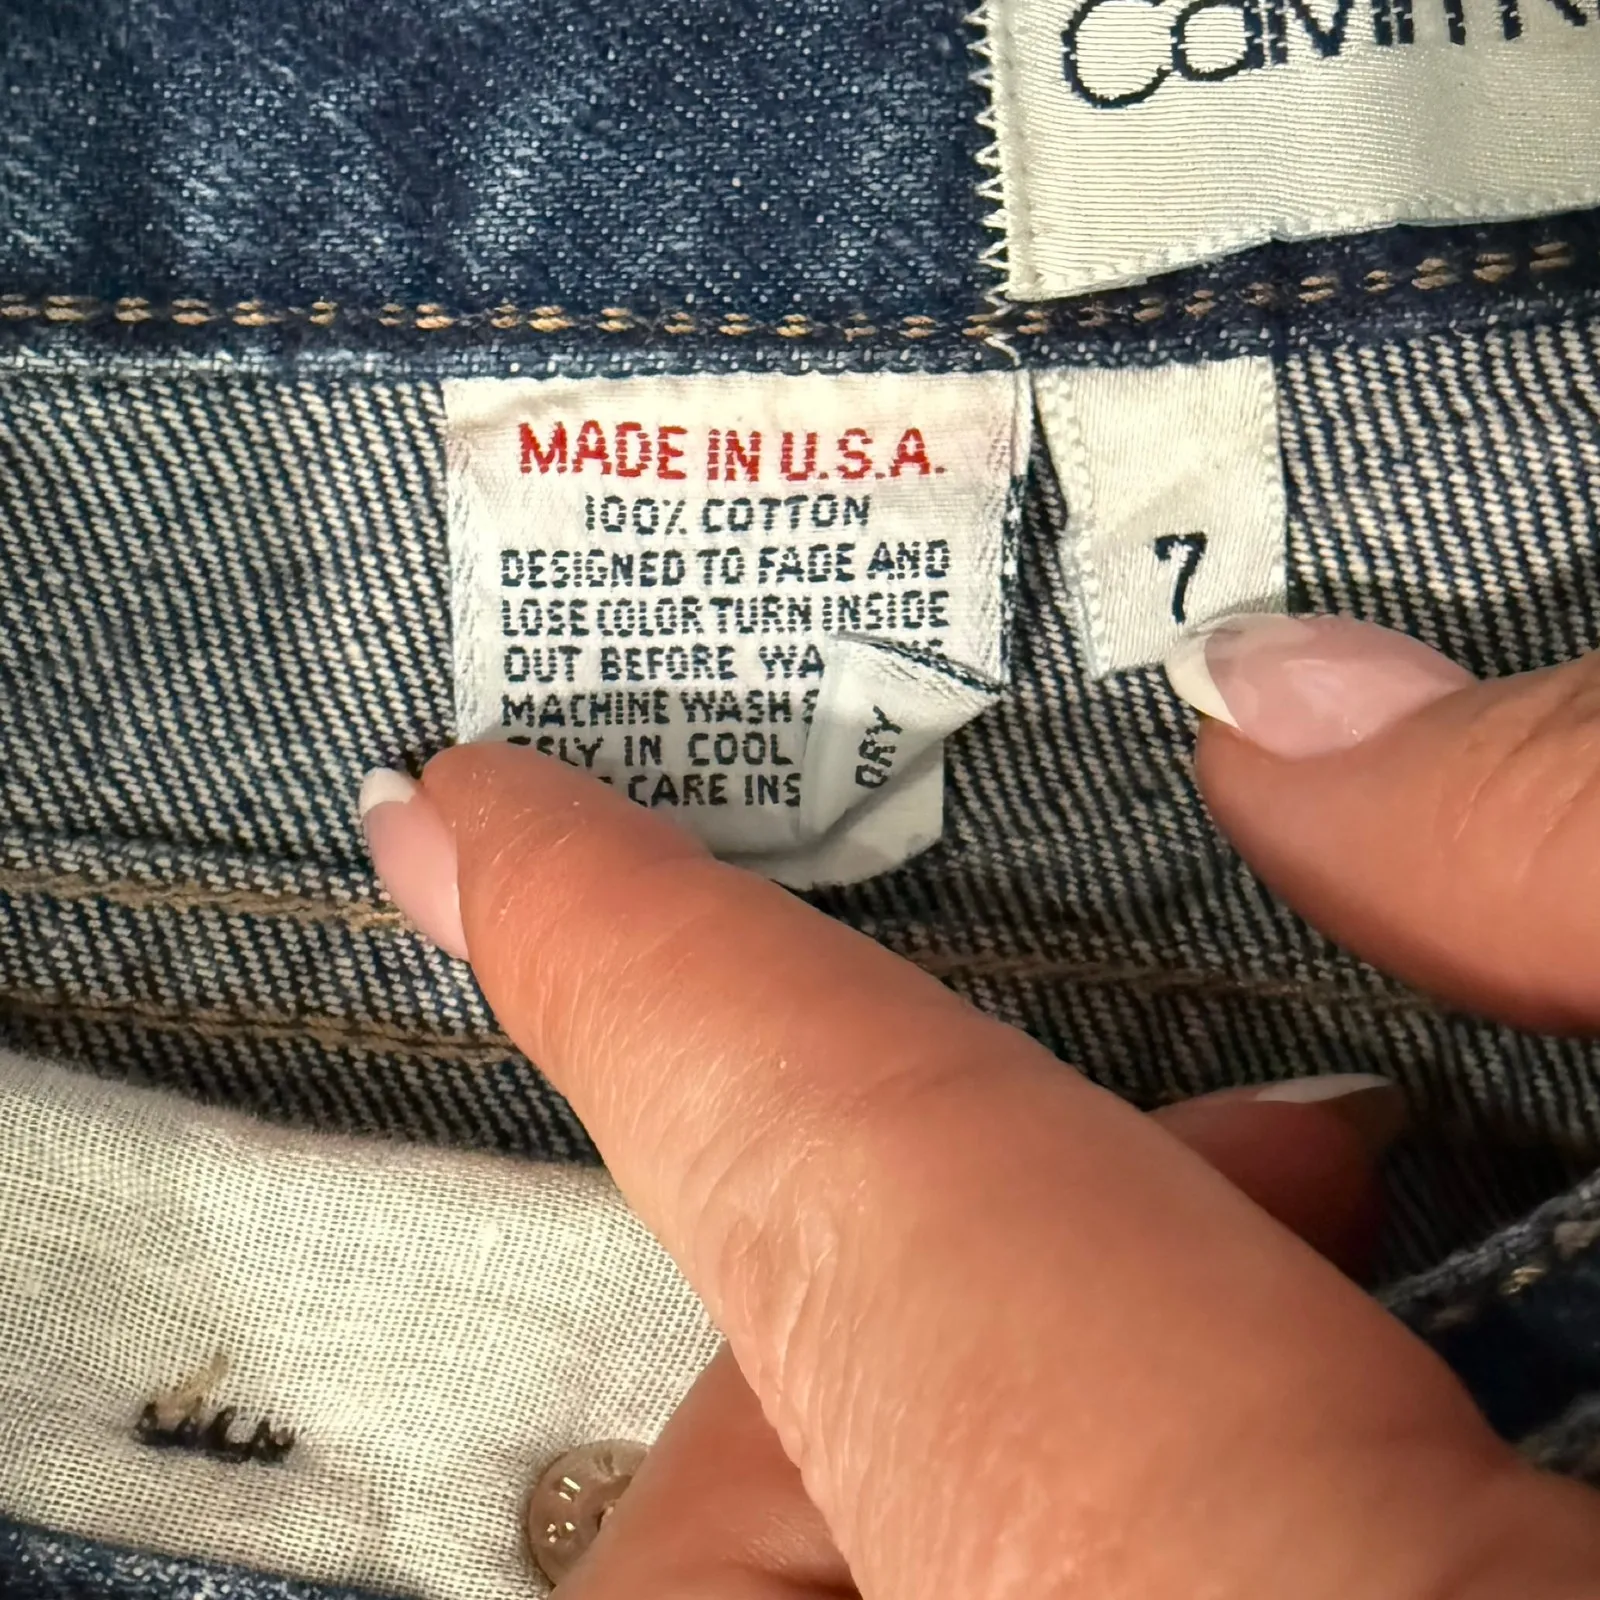 MADE IN U.S.A.
100% COTTON
DESIGNED TO FADE AND
LOSE COLOR TURN INSIDE
OUT BEFORE
MACHINE WASH
IN COOL
CARE
DRY
7